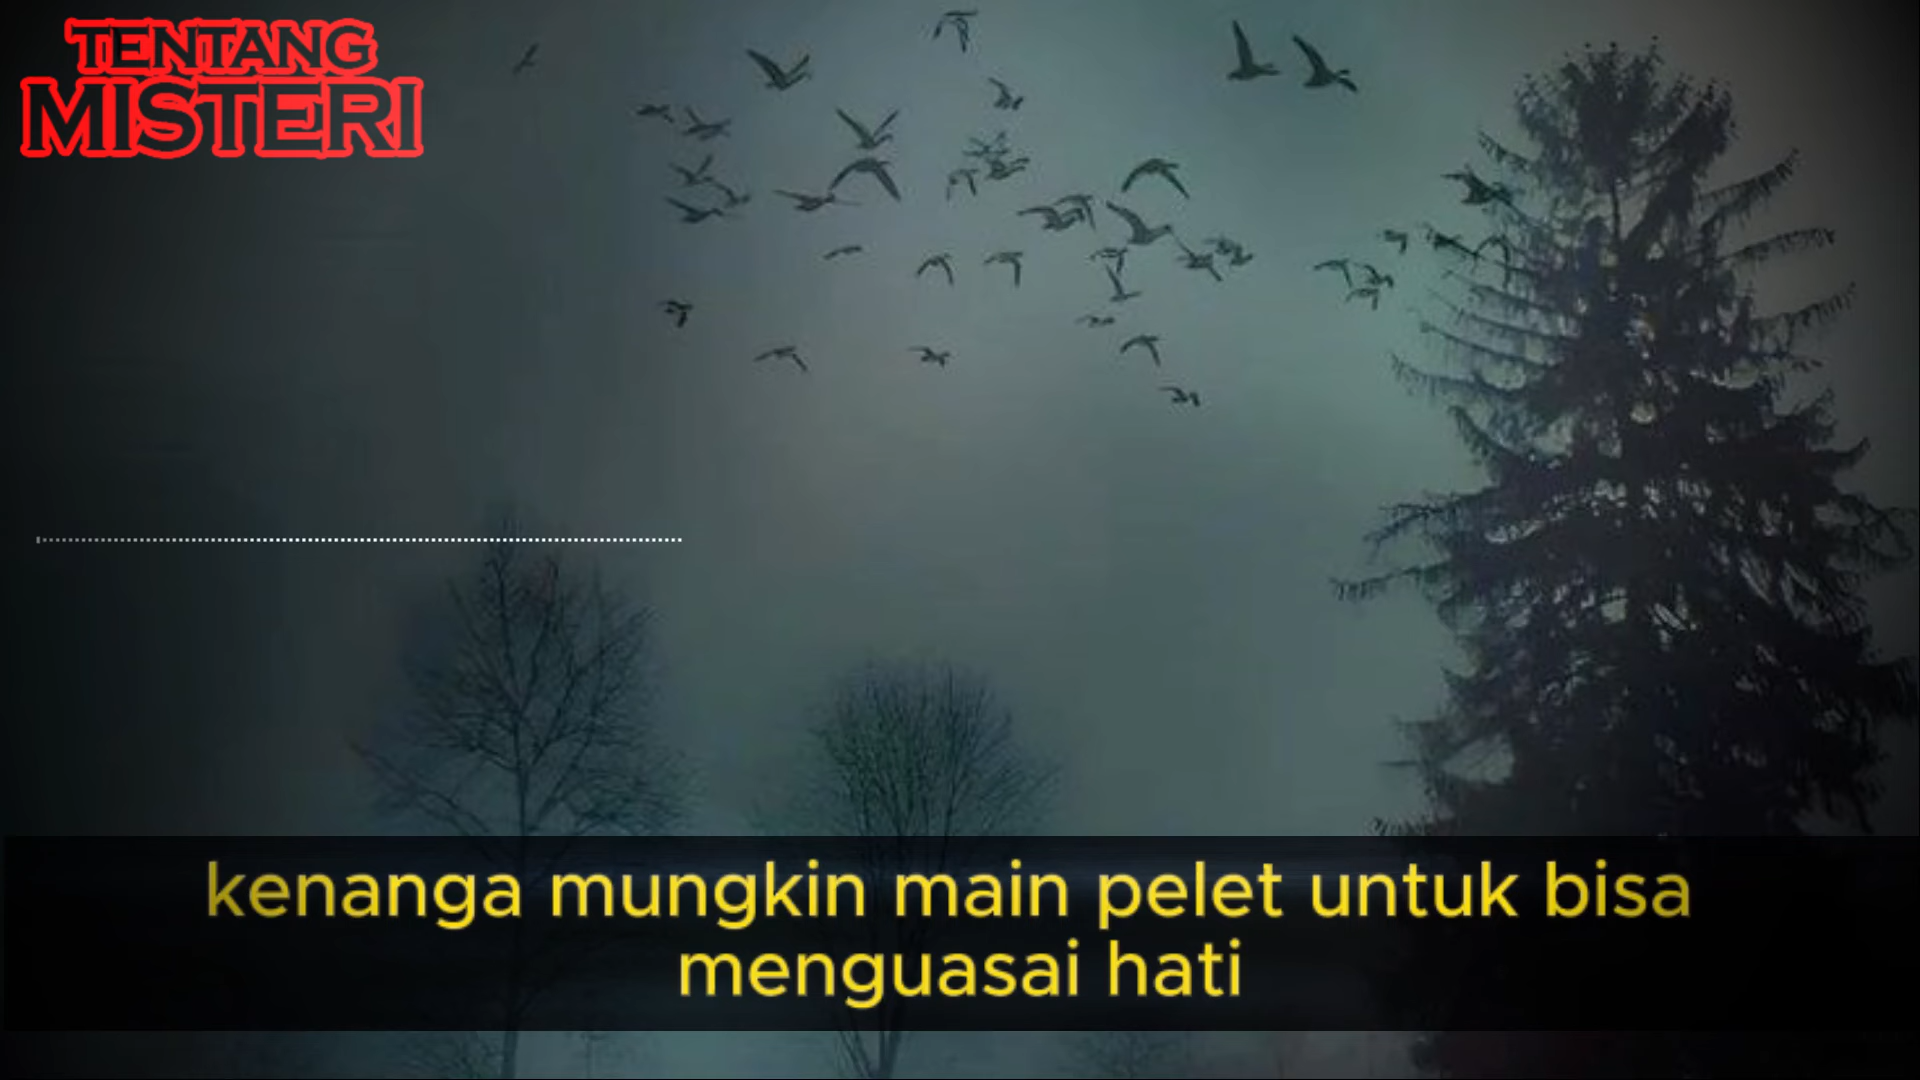 TENTANG
MISTERI
kenanga mungkin main pelet untuk bisa
menguasai hati